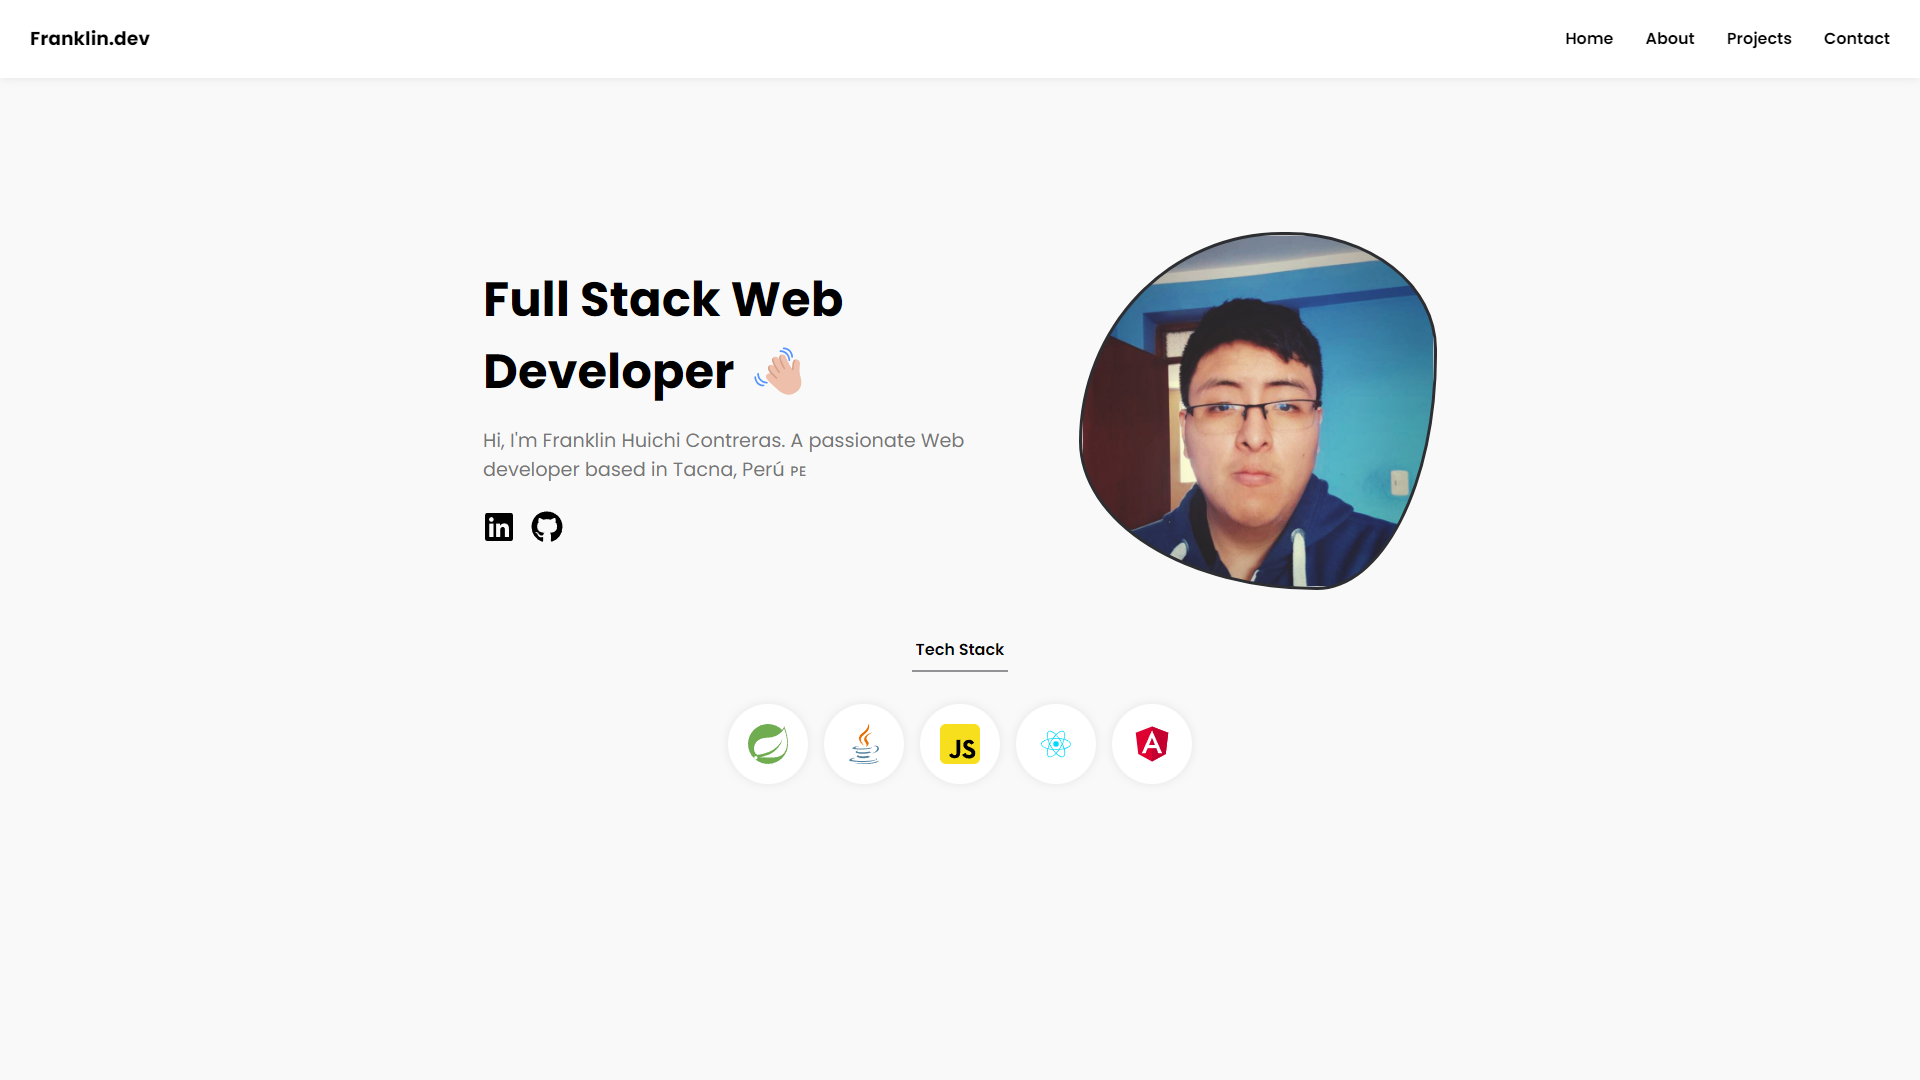 Franklin.dev
Home About Projects Contact
Full Stack Web
Developer
Hi, I'm Franklin Huichi Contreras. A passionate Web
developer based in Tacna, Perú PE
in
Tech Stack
JS
A